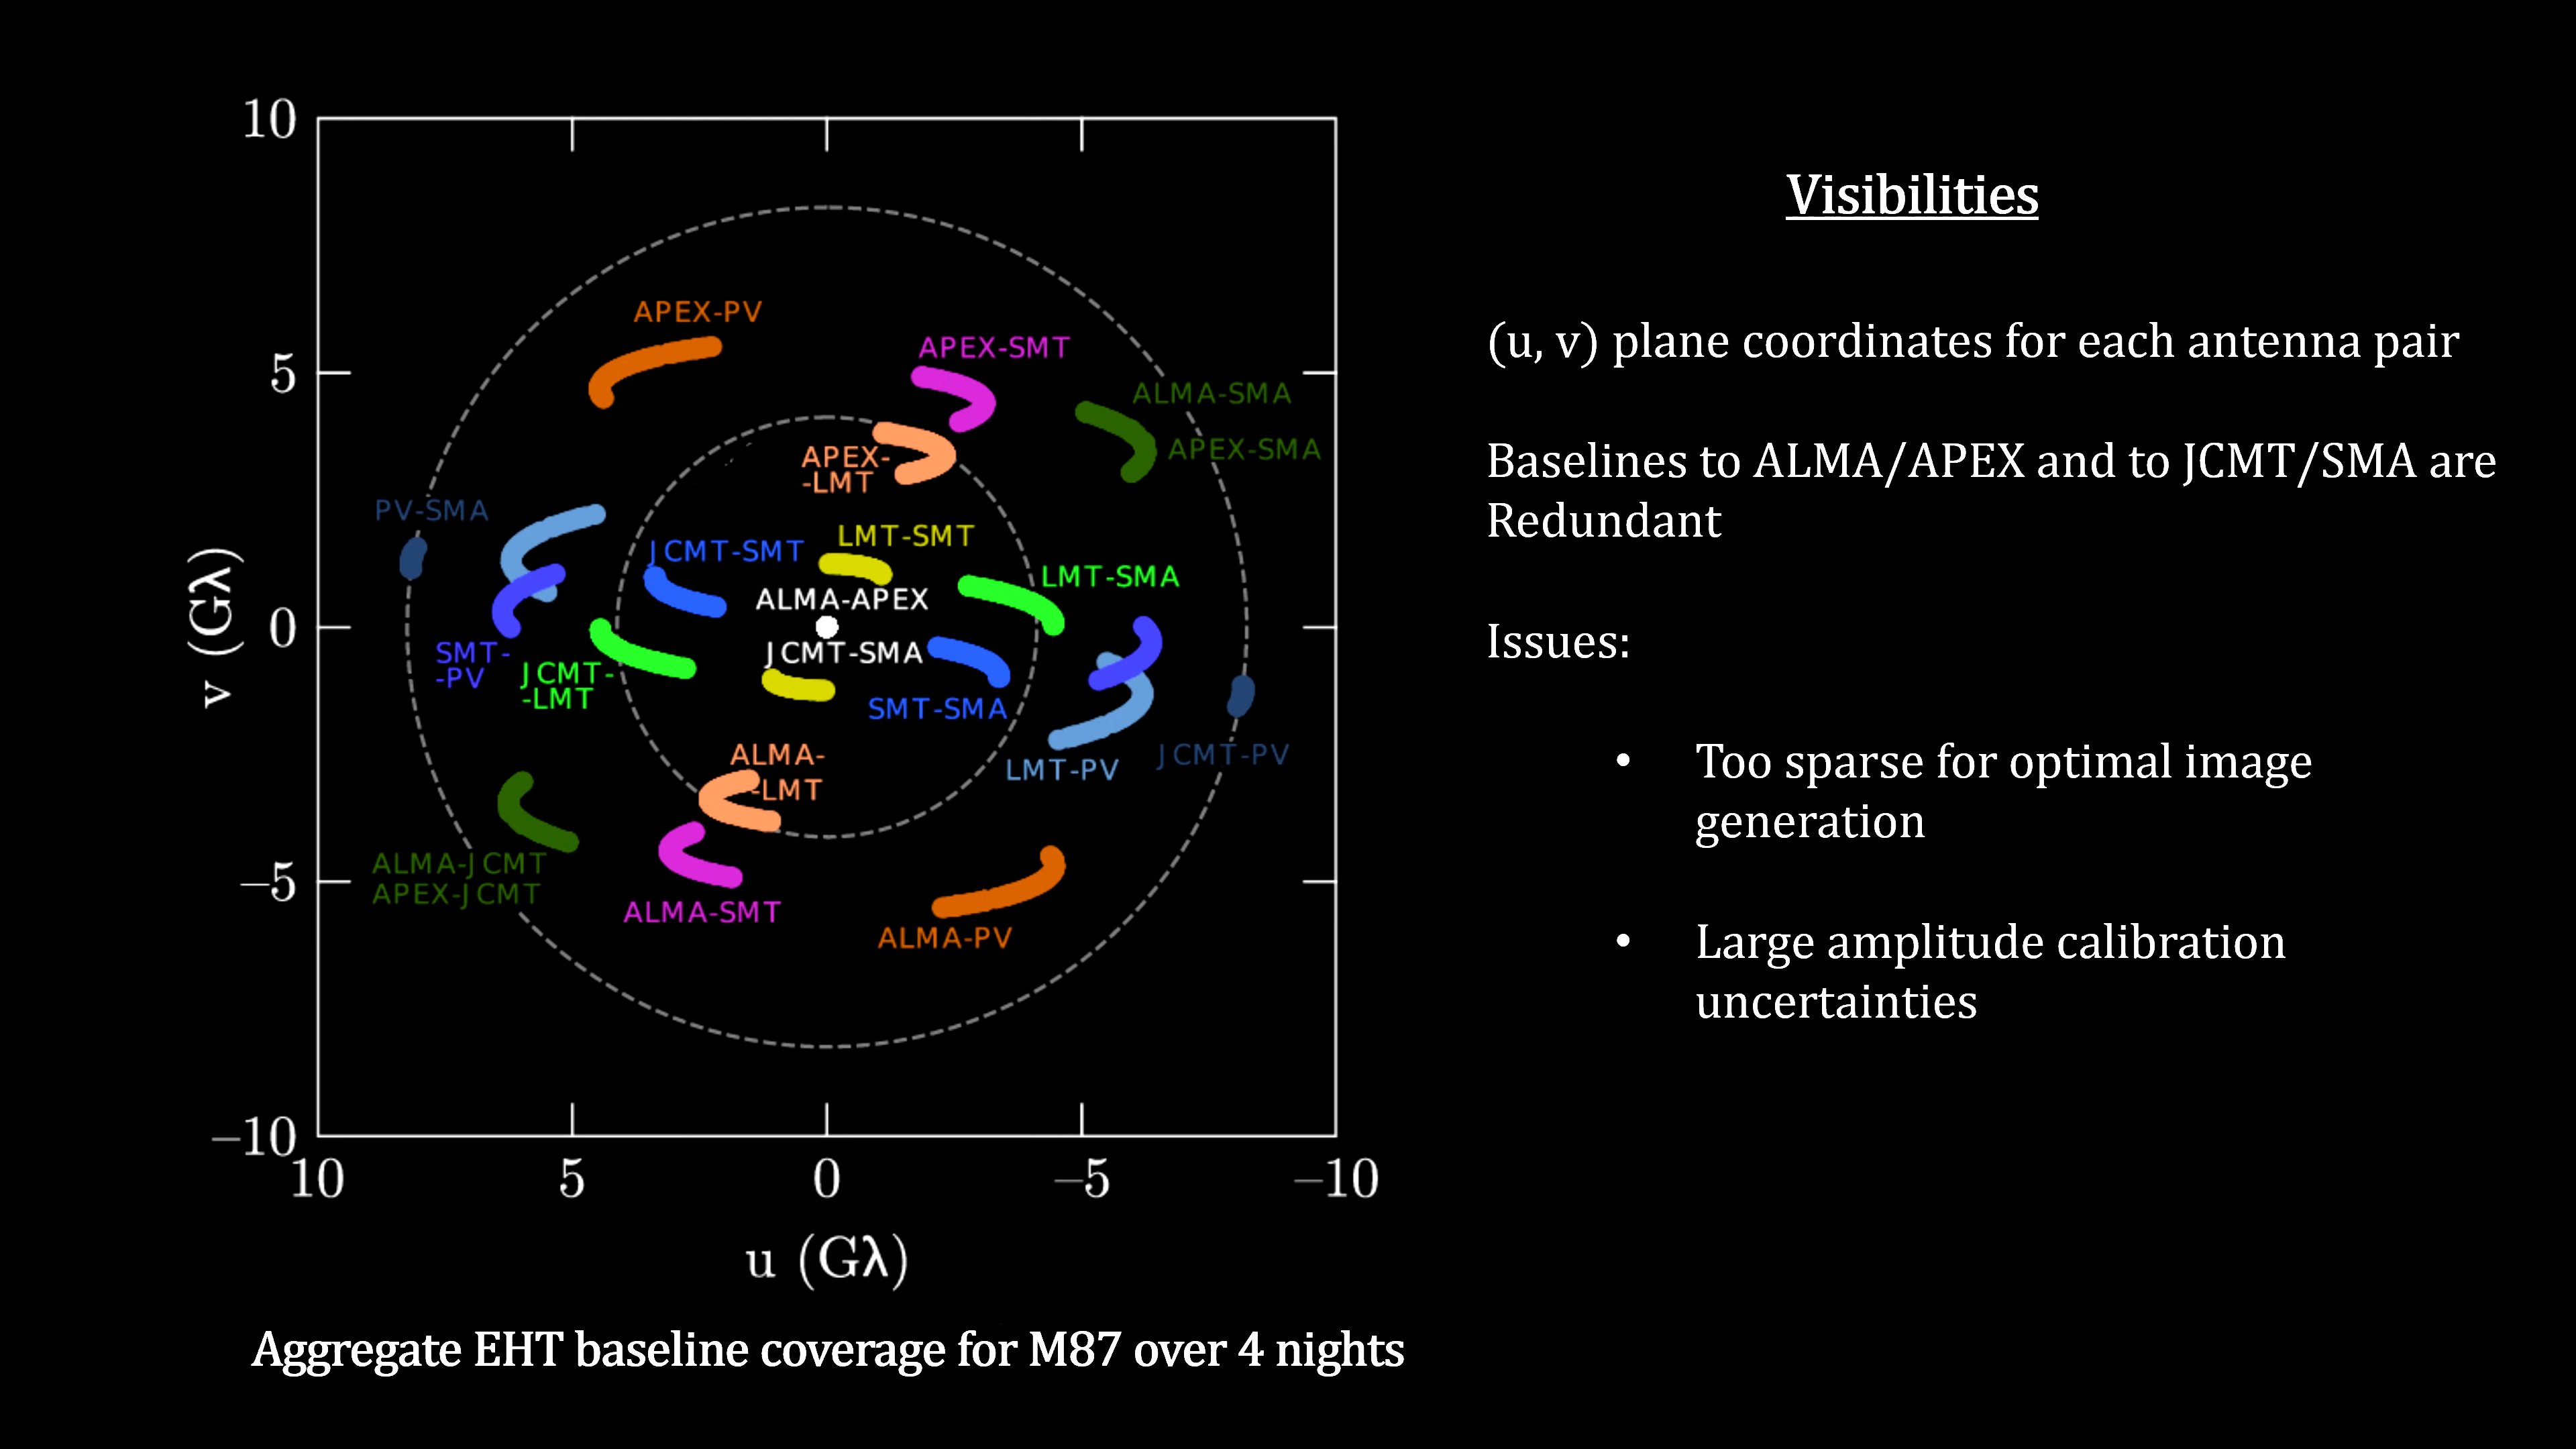 10
5
0
−5
−10
10
5
0
−5
−10
v (Gλ)
u (Gλ)
APEX-PV
APEX-SMT
ALMA-SMA
APEX-SMA
APEX-
-LMT
PV-SMA
JCMT-SMT
LMT-SMT
LMT-SMA
ALMA-APEX
JCMT-SMA
SMT-
-PV
JCMT-
-LMT
SMT-SMA
LMT-PV
JCMT-PV
ALMA-
-LMT
ALMA-JCMT
APEX-JCMT
ALMA-SMT
ALMA-PV
Aggregate EHT baseline coverage for M87 over 4 nights
Visibilities
(u, v) plane coordinates for each antenna pair
Baselines to ALMA/APEX and to JCMT/SMA are
Redundant
Issues:
• Too sparse for optimal image
generation
• Large amplitude calibration
uncertainties